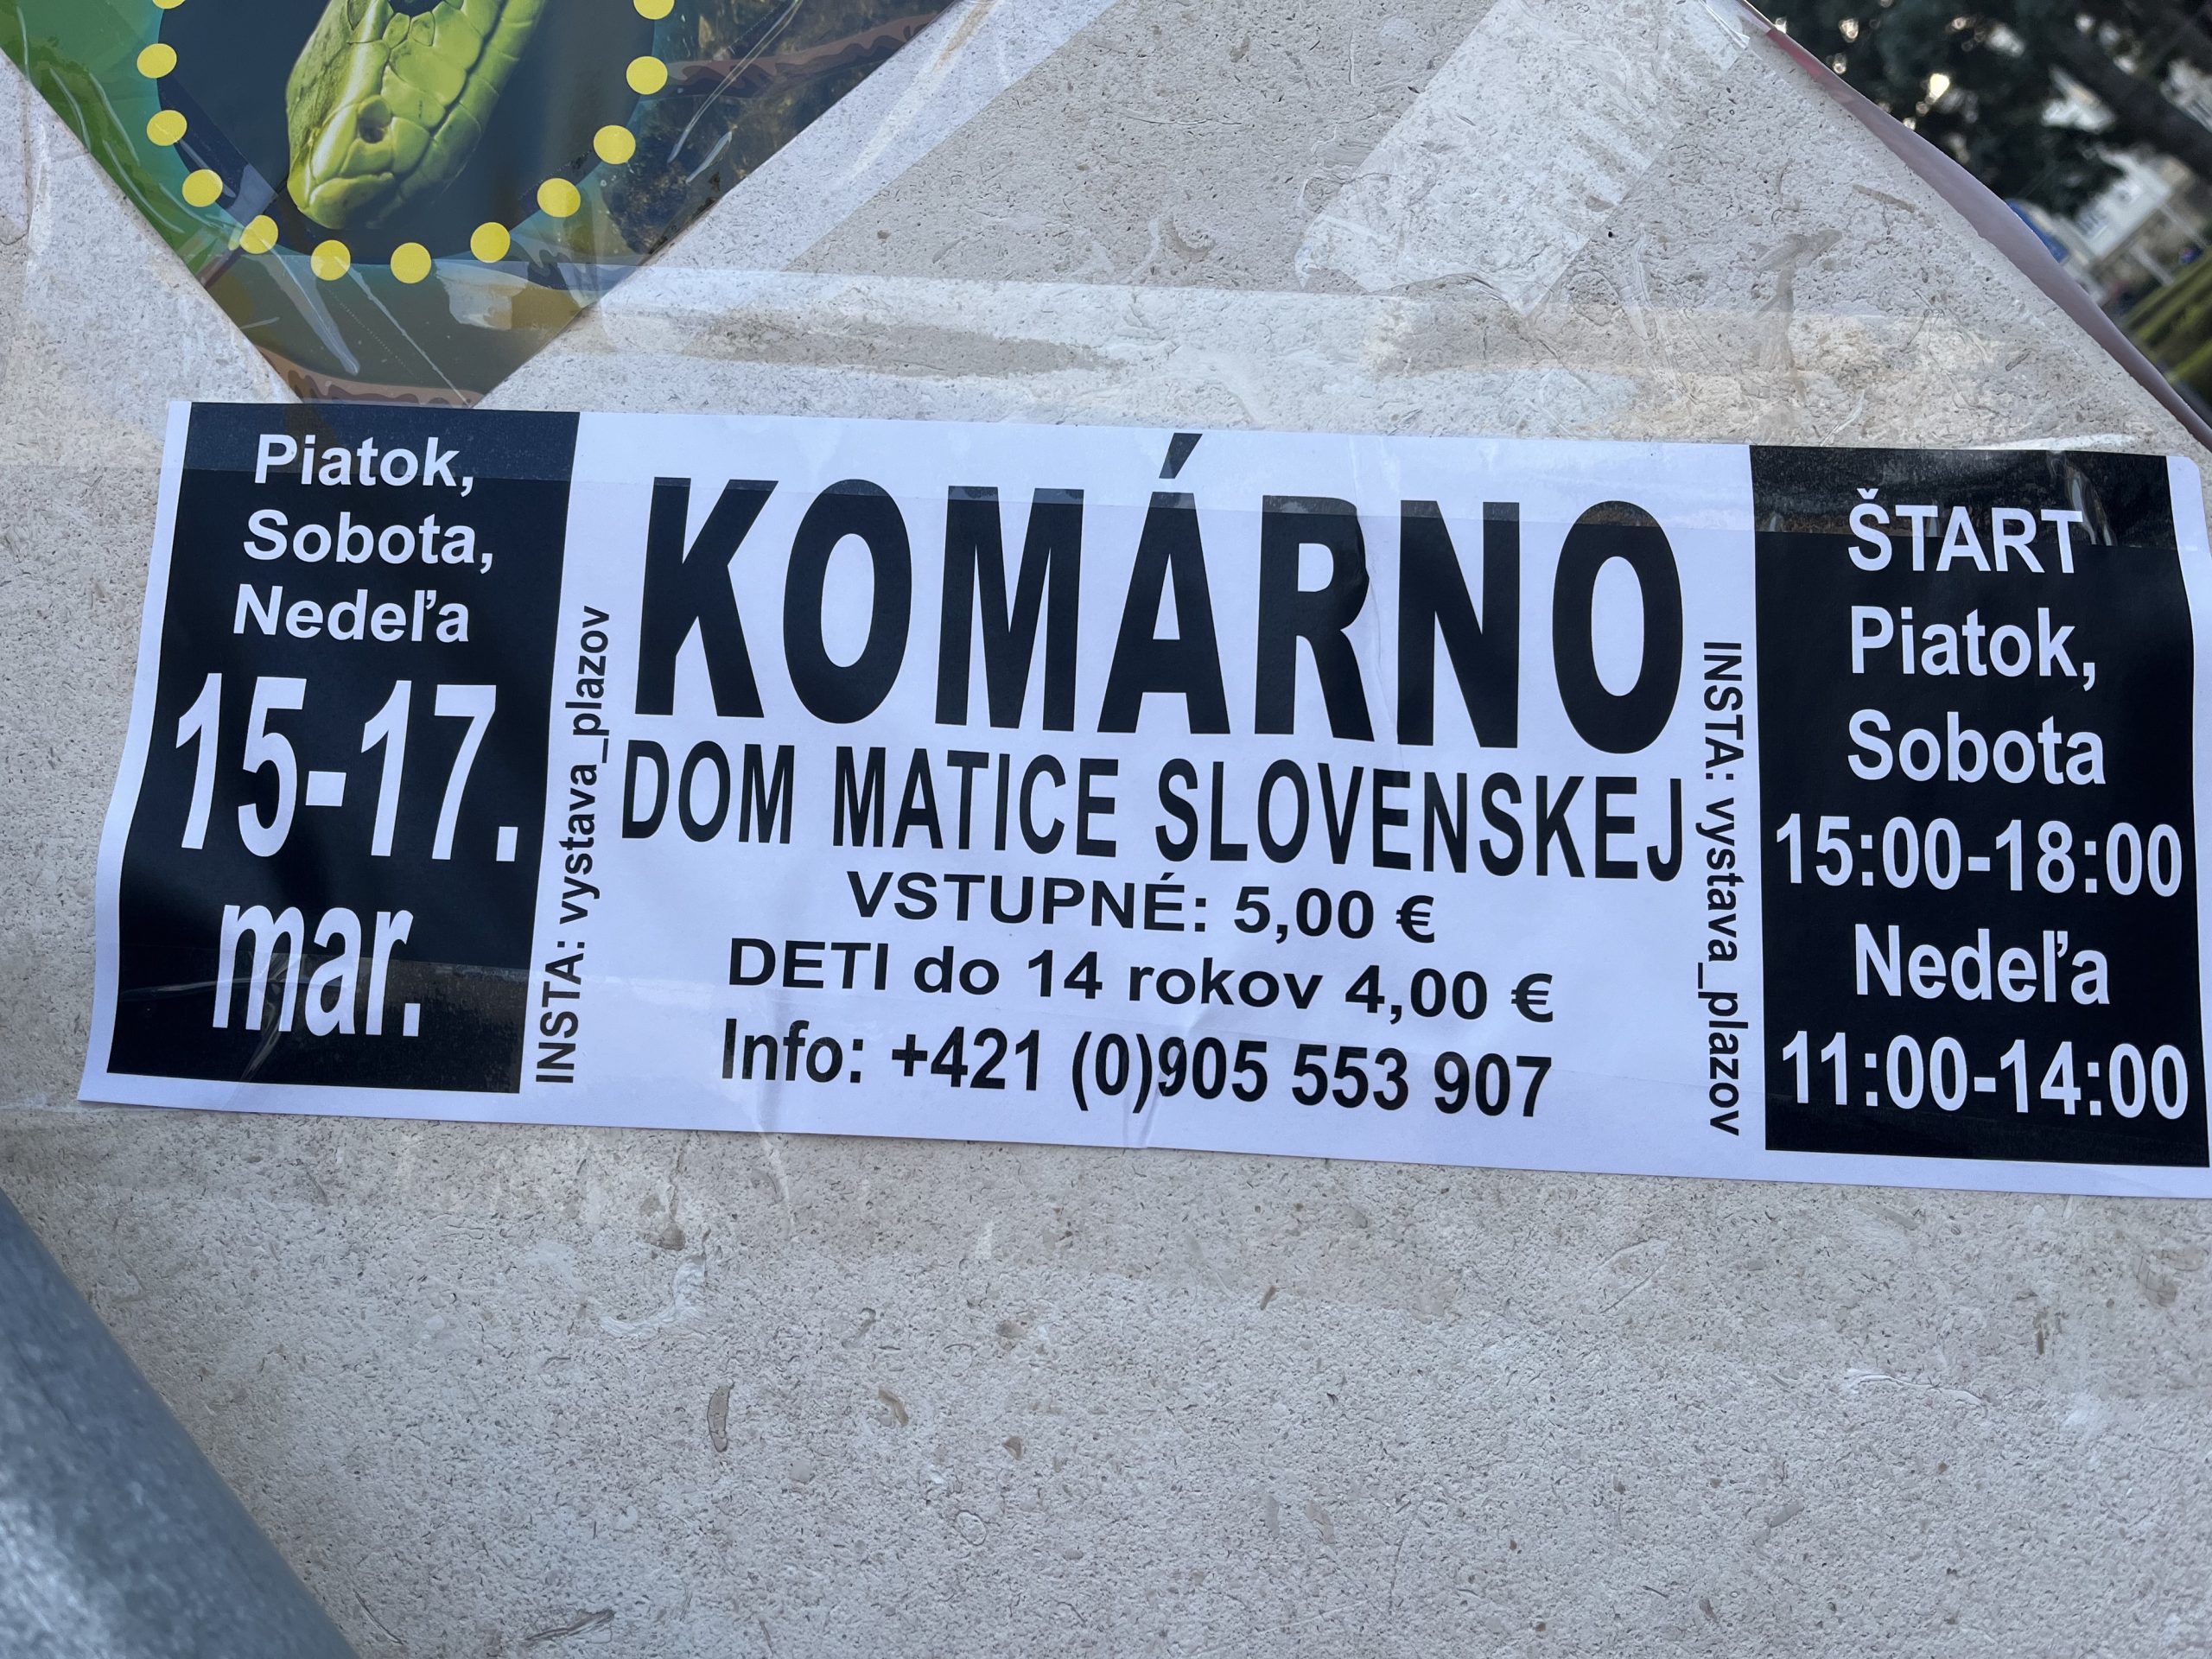 Piatok,
Sobota,
Nedeľa
15-17.
mar.
INSTA: vystava_plazov
KOMÁRNO
DOM MATICE SLOVENSKEJ
VSTUPNÉ: 5,00 €
DETI do 14 rokov 4,00 €
Info: +421 (0)905 553 907
INSTA: vystava_plazov
ŠTART
Piatok,
Sobota
15:00-18:00
Nedeľa
11:00-14:00